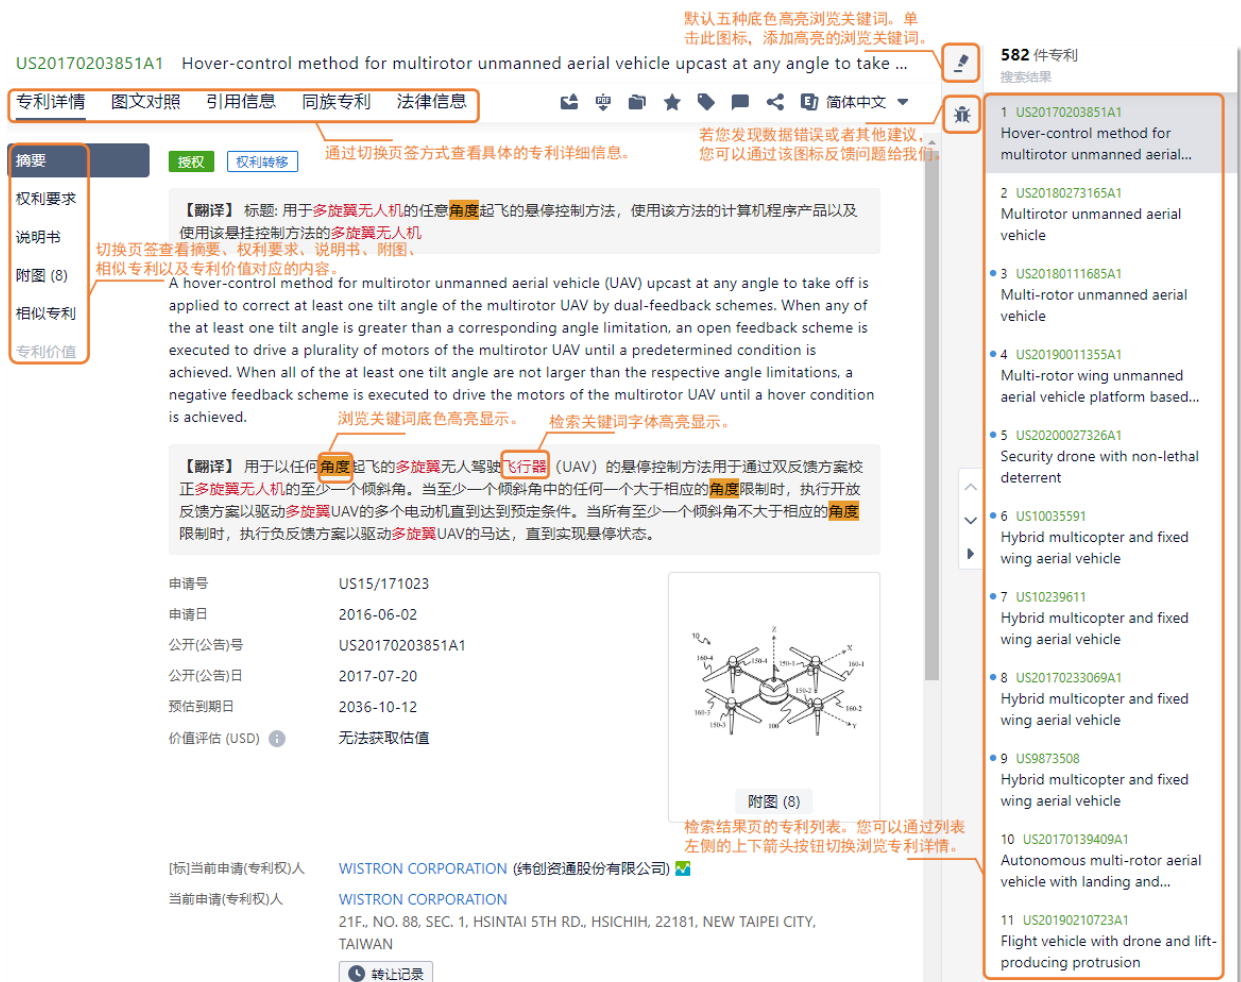 默认五种底色高亮浏览关键词。单
击此图标，添加高亮的浏览关键词。
US20170203851A1 Hover-control method for multirotor unmanned aerial vehicle upcast at any angle to take ...
专利详情 图文对照 引用信息 同族专利 法律信息
PDF
简体中文
若您发现数据错误或者其他建议，
您可以通过该图标反馈问题给我们。
通过切换页签方式查看具体的专利详细信息。
摘要
权利要求
说明书
附图 (8)
相似专利
专利价值
切换页签查看摘要、权利要求、说明书、附图、
相似专利以及专利价值对应的内容。
授权 权利转移
【翻译】 标题: 用于多旋翼无人机的任意角度起飞的悬停控制方法，使用该方法的计算机程序产品以及
使用该悬挂控制方法的多旋翼无人机
A hover-control method for multirotor unmanned aerial vehicle (UAV) upcast at any angle to take off is
applied to correct at least one tilt angle of the multirotor UAV by dual-feedback schemes. When any of
the at least one tilt angle is greater than a corresponding angle limitation, an open feedback scheme is
executed to drive a plurality of motors of the multirotor UAV until a predetermined condition is
achieved. When all of the at least one tilt angle are not larger than the respective angle limitations, a
negative feedback scheme is executed to drive the motors of the multirotor UAV until a hover condition
is achieved.
浏览关键词底色高亮显示。
检索关键词字体高亮显示。
【翻译】 用于以任何角度起飞的多旋翼无人驾驶飞行器（UAV）的悬停控制方法用于通过双反馈方案校
正多旋翼无人机的至少一个倾斜角。当至少一个倾斜角中的任何一个大于相应的角度限制时，执行开放
反馈方案以驱动多旋翼UAV的多个电动机直到达到预定条件。当所有至少一个倾斜角不大于相应的角度
限制时，执行负反馈方案以驱动多旋翼UAV的马达，直到实现悬停状态。
申请号 US15/171023
申请日 2016-06-02
公开(公告)号 US20170203851A1
公开(公告)日 2017-07-20
预估到期日 2036-10-12
价值评估 (USD) 无法获取估值
Z
10
X
160-4
150-4
150-1
160-1
150-2
160-3
160-2
150-3
100
Y
附图 (8)
检索结果页的专利列表。您可以通过列表
左侧的上下箭头按钮切换浏览专利详情。
[标]当前申请(专利权)人 WISTRON CORPORATION (纬创资通股份有限公司)
当前申请(专利权)人 WISTRON CORPORATION
21F., NO. 88, SEC. 1, HSINTAI 5TH RD., HSICHIH, 22181, NEW TAIPEI CITY,
TAIWAN
转让记录
582 件专利
搜索结果
1 US20170203851A1
Hover-control method for
multirotor unmanned aerial...
2 US20180273165A1
Multirotor unmanned aerial
vehicle
3 US20180111685A1
Multi-rotor unmanned aerial
vehicle
4 US20190011355A1
Multi-rotor wing unmanned
aerial vehicle platform based...
5 US20200027326A1
Security drone with non-lethal
deterrent
6 US10035591
Hybrid multicopter and fixed
wing aerial vehicle
7 US10239611
Hybrid multicopter and fixed
wing aerial vehicle
8 US20170233069A1
Hybrid multicopter and fixed
wing aerial vehicle
9 US9873508
Hybrid multicopter and fixed
wing aerial vehicle
10 US20170139409A1
Autonomous multi-rotor aerial
vehicle with landing and...
11 US20190210723A1
Flight vehicle with drone and lift-
producing protrusion